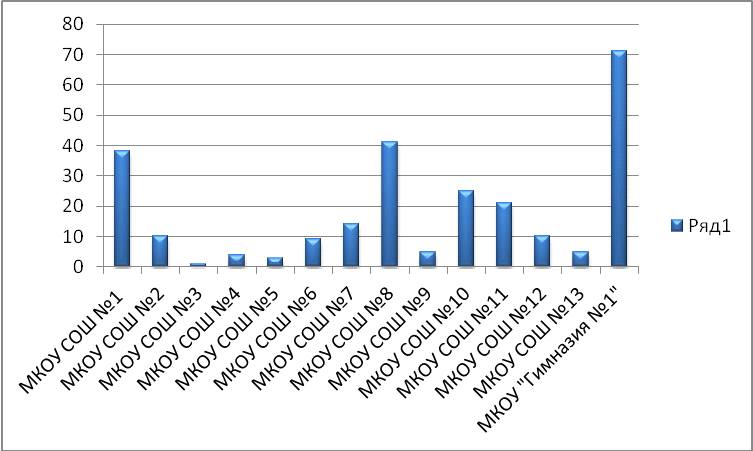 80
70
60
50
40
30
20
10
0
МКОУ СОШ №1
МКОУ СОШ №2
МКОУ СОШ №3
МКОУ СОШ №4
МКОУ СОШ №5
МКОУ СОШ №6
МКОУ СОШ №7
МКОУ СОШ №8
МКОУ СОШ №9
МКОУ СОШ №10
МКОУ СОШ №11
МКОУ СОШ №12
МКОУ СОШ №13
МКОУ "Гимназия №1"
Ряд1